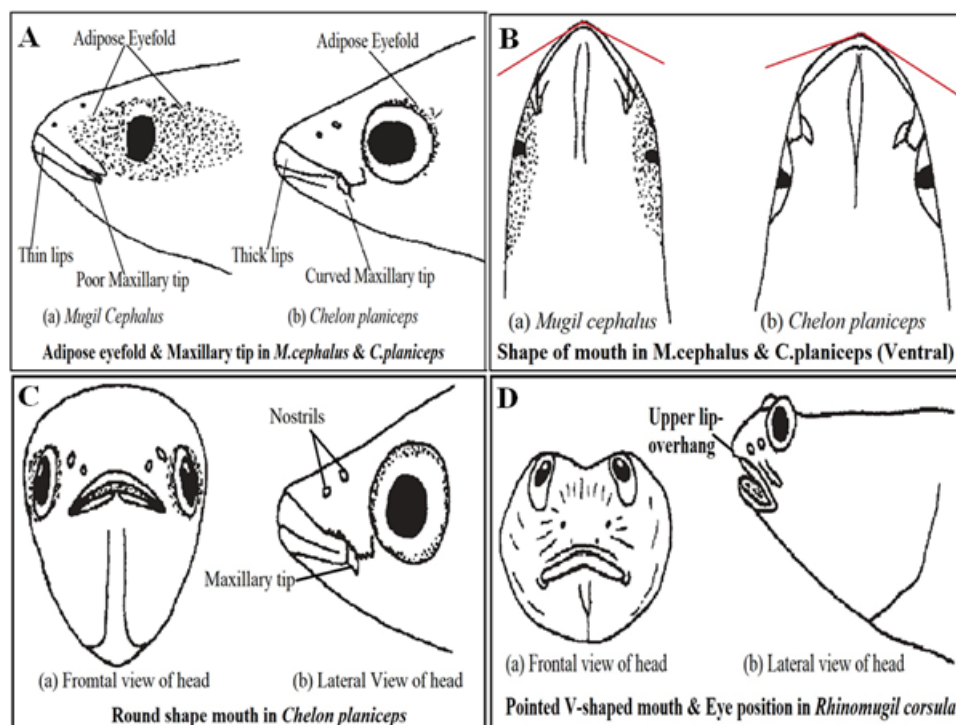 A
Adipose Eyefold
Adipose Eyefold
Thin lips
Poor Maxillary tip
Thick lips
Curved Maxillary tip
(a) Mugil Cephalus
(b) Chelon planiceps
Adipose eyefold & Maxillary tip in M.cephalus & C.planiceps
B
(a) Mugil cephalus
(b) Chelon planiceps
Shape of mouth in M.cephalus & C.planiceps (Ventral)
C
Nostrils
Maxillary tip
(a) Fromtal view of head
(b) Lateral View of head
Round shape mouth in Chelon planiceps
D
Upper lip-
overhang
(a) Frontal view of head
(b) Lateral view of head
Pointed V-shaped mouth & Eye position in Rhinomugil corsula